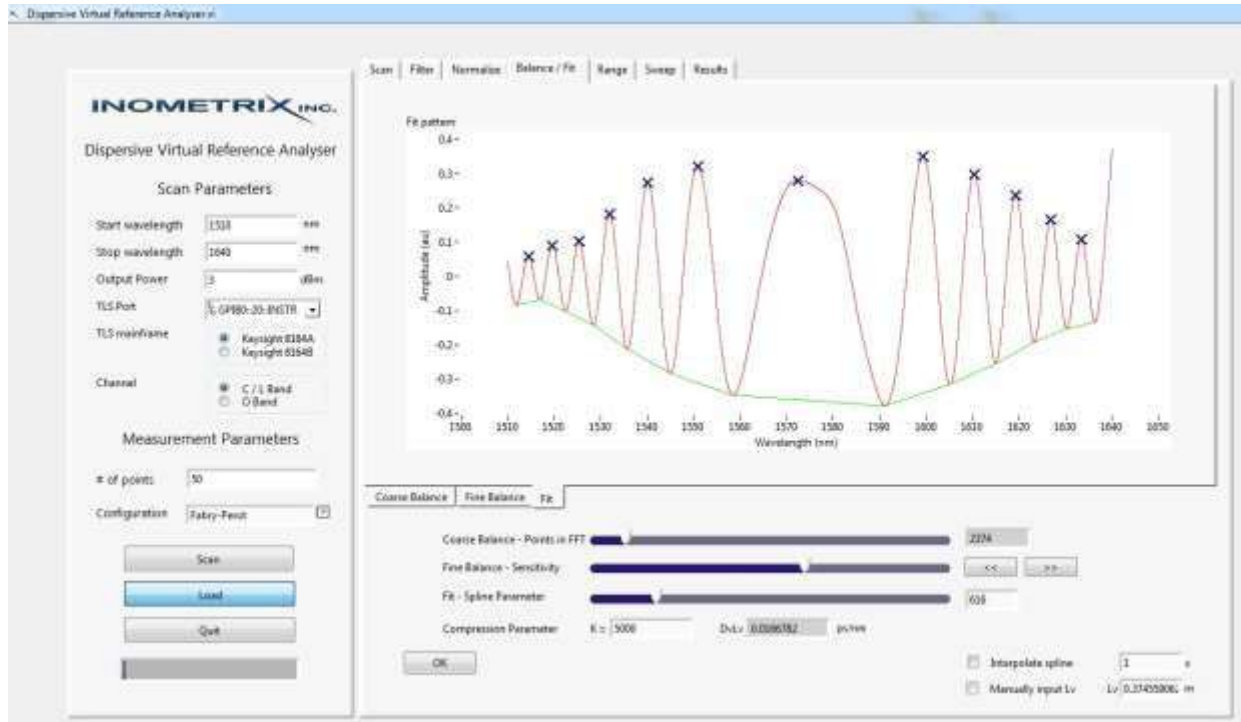 Dispersive Virtual Reference Analyser.vi
INOMETRIX INC.
Dispersive Virtual Reference Analyser
Scan Parameters
Start wavelength 1510 nm
Stop wavelength 1640 nm
Output Power 3 dBm
TLS Port GPIB0::20::INSTR
TLS mainframe
Keysight 8164B
Channel
C / L Band
O Band
Measurement Parameters
# of points 50
Configuration Fabry-Perot
Scan
Load
Quit
Scan Filter Normalize Balance / Fit Range Sweep Results
Fit pattern
0.4
0.3
0.2
0.1
0
-0.1
-0.2
-0.3
-0.4
Amplitude (au)
1500 1510 1520 1530 1540 1550 1560 1570 1580 1590 1600 1610 1620 1630 1640 1650
Wavelength (nm)
Coarse Balance Fine Balance Fit
Coarse Balance - Points in FFT 2374
Fine Balance - Sensitivity << >>
Fit - Spline Parameter 616
Compression Parameter K = 5000 DvLv ps/nm
OK
Interpolate spline
Manually input Lv Lv m